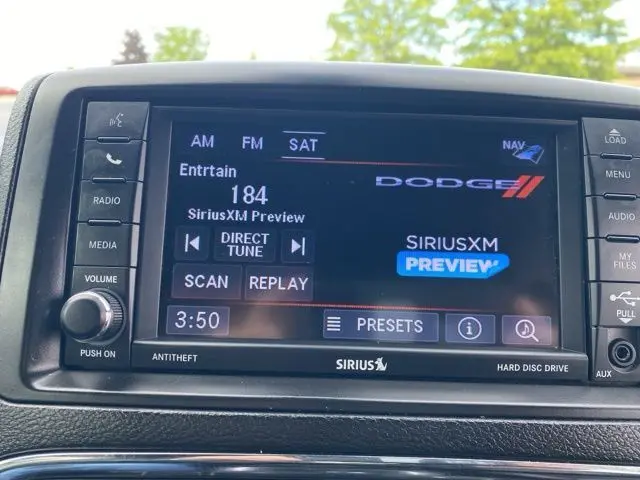 AM FM SAT
NAV
Entrtain
184
SiriusXM Preview
DIRECT
TUNE
SCAN REPLAY
3:50
DODGE
SIRIUSXM
PREVIEW
PRESETS
i
RADIO
MEDIA
VOLUME
PUSH ON
LOAD
MENU
AUDIO
MY
FILES
PULL
AUX
ANTITHEFT
SIRIUS
HARD DISC DRIVE